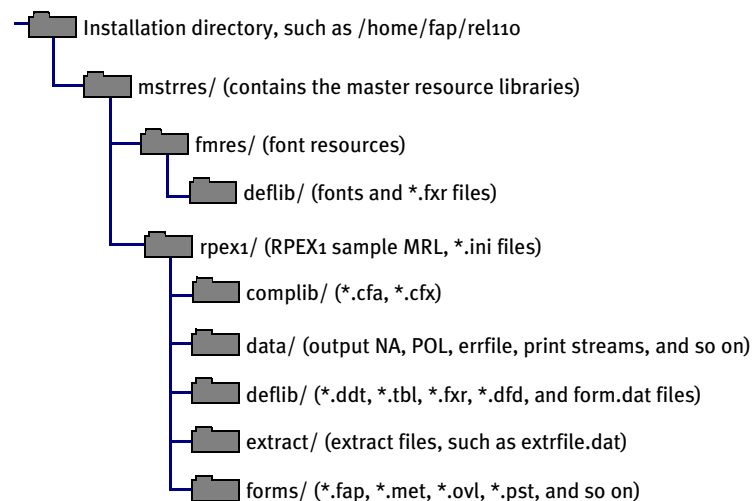 Installation directory, such as /home/fap/rel110
mstrres/ (contains the master resource libraries)
fmres/ (font resources)
deflib/ (fonts and *.fxr files)
rpex1/ (RPEX1 sample MRL, *.ini files)
complib/ (*.cfa, *.cfx)
data/ (output NA, POL, errfile, print streams, and so on)
deflib/ (*.ddt, *.tbl, *.fxr, *.dfd, and form.dat files)
extract/ (extract files, such as extrfile.dat)
forms/ (*.fap, *.met, *.ovl, *.pst, and so on)